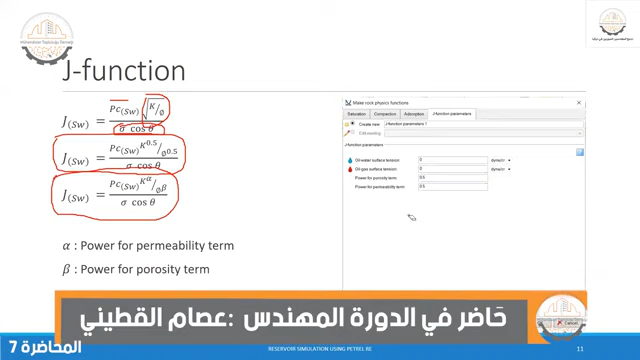 J-function
J(Sw) = Pc(Sw) √K/∅ / σ cos θ
J(Sw) = Pc(Sw) K^0.5/∅^0.5 / σ cos θ
J(Sw) = Pc(Sw) K^α/∅^β / σ cos θ
α : Power for permeability term
β : Power for porosity term
Make rock physics functions
Saturation Compaction Adsorption J-function parameters
Create new: J-function parameters 1
Edit existing:
J-function parameters
Oil-water surface tension: 0 dynes/cm
Oil-gas surface tension: 0 dynes/cm
Power for porosity term: 0.5
Power for permeability term: 0.5
Cancel
حَاضر في الدورة المهندس :عصام القطيني
المحاضرة 7
RESERVOIR SIMULATION USING PETREL RE
11